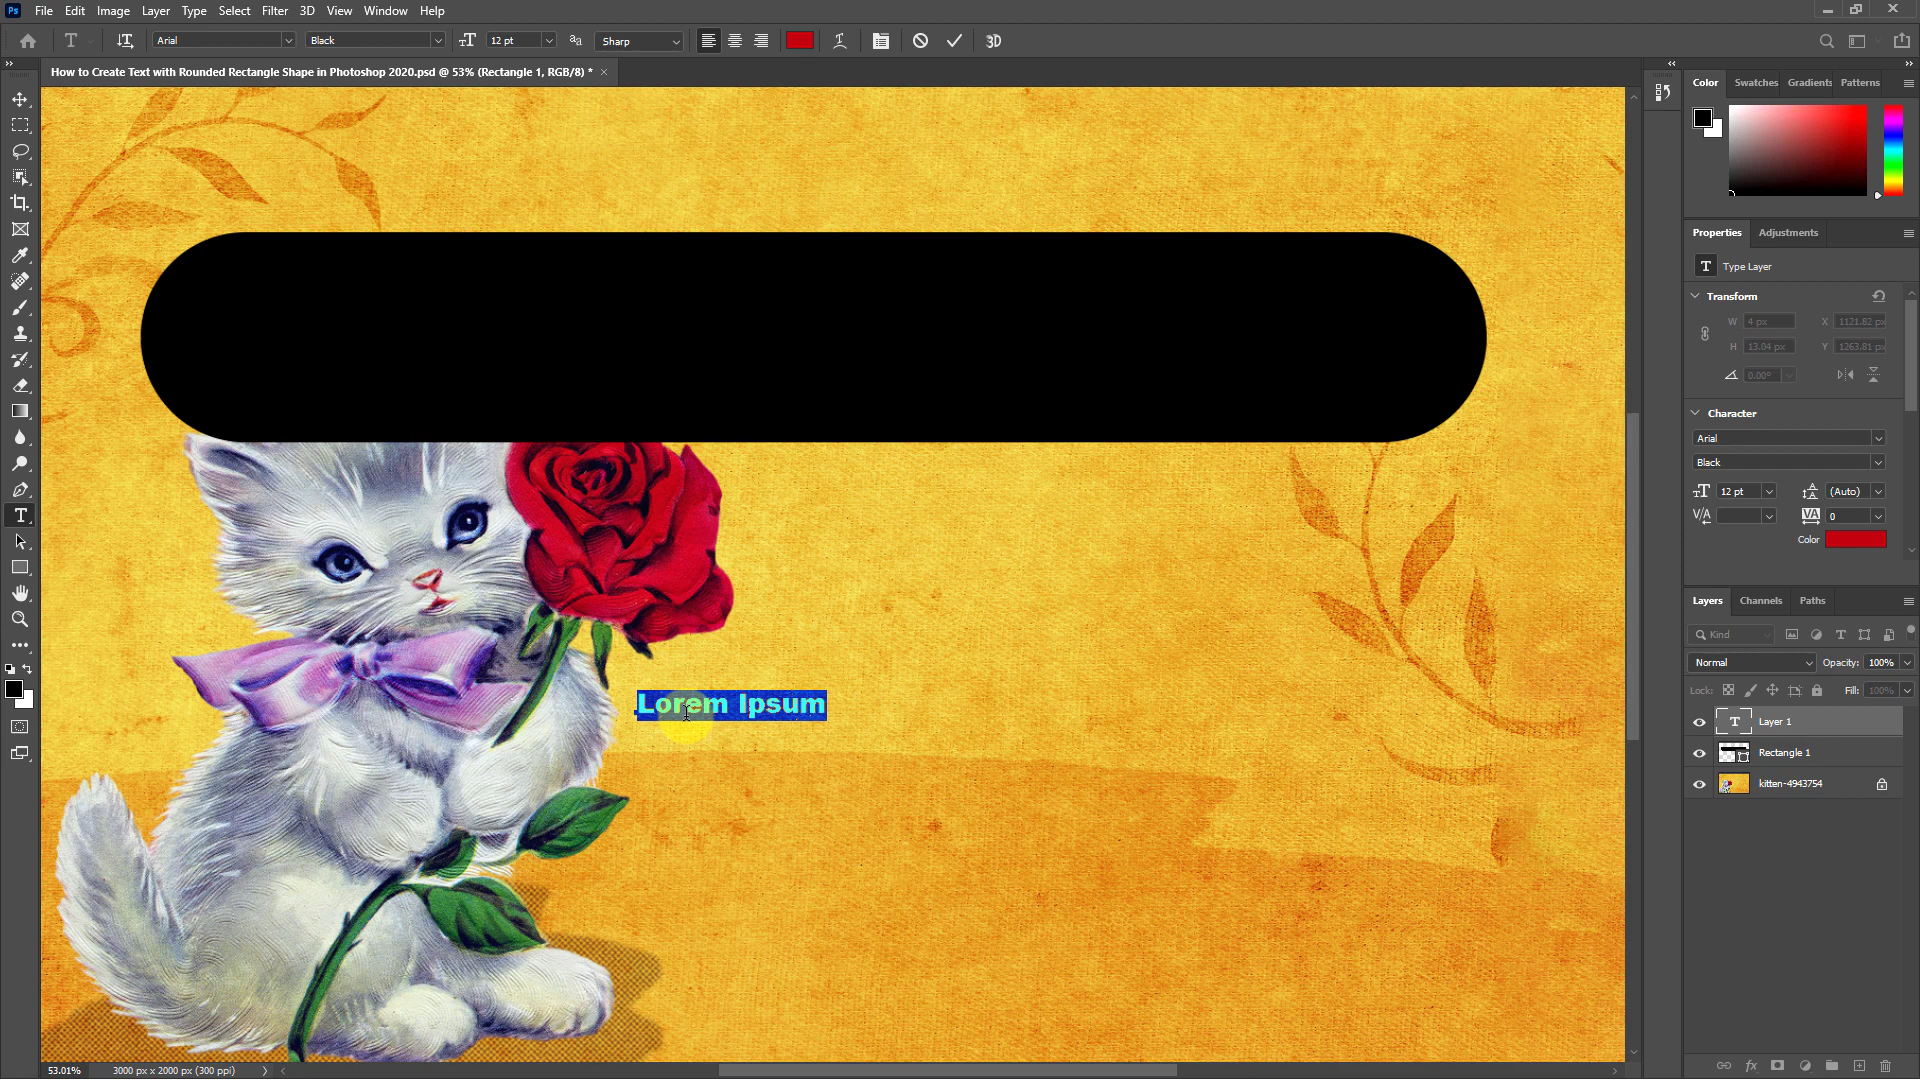 Ps File Edit Image Layer Type Select Filter 3D View Window Help
Arial Black 12 pt Sharp 3D
How to Create Text with Rounded Rectangle Shape in Photoshop 2020.psd @ 53% (Rectangle 1, RGB/8) *
Color Swatches Gradients Patterns
Properties Adjustments
T Type Layer
Transform
W 4 px X 1121.82 px
H 13.04 px Y 1263.81 px
0.00°
Character
Arial
Black
12 pt (Auto)
V/A VA 0
Color
Layers Channels Paths
Kind
Normal Opacity: 100%
Lock: Fill: 100%
T Layer 1
Rectangle 1
kitten-4943754
Lorem Ipsum
53.01% 3000 px x 2000 px (300 ppi)